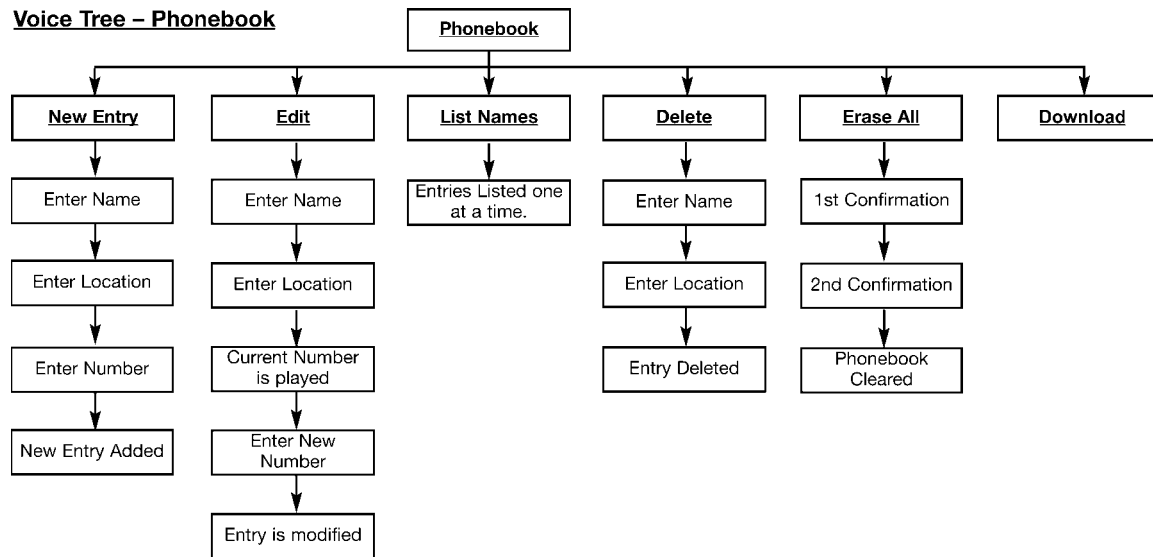 Voice Tree – Phonebook
Phonebook
New Entry
Edit
List Names
Delete
Erase All
Download
Enter Name
Enter Name
Entries Listed one
at a time.
Enter Name
1st Confirmation
Enter Location
Enter Location
Enter Location
2nd Confirmation
Enter Number
Current Number
is played
Entry Deleted
Phonebook
Cleared
New Entry Added
Enter New
Number
Entry is modified